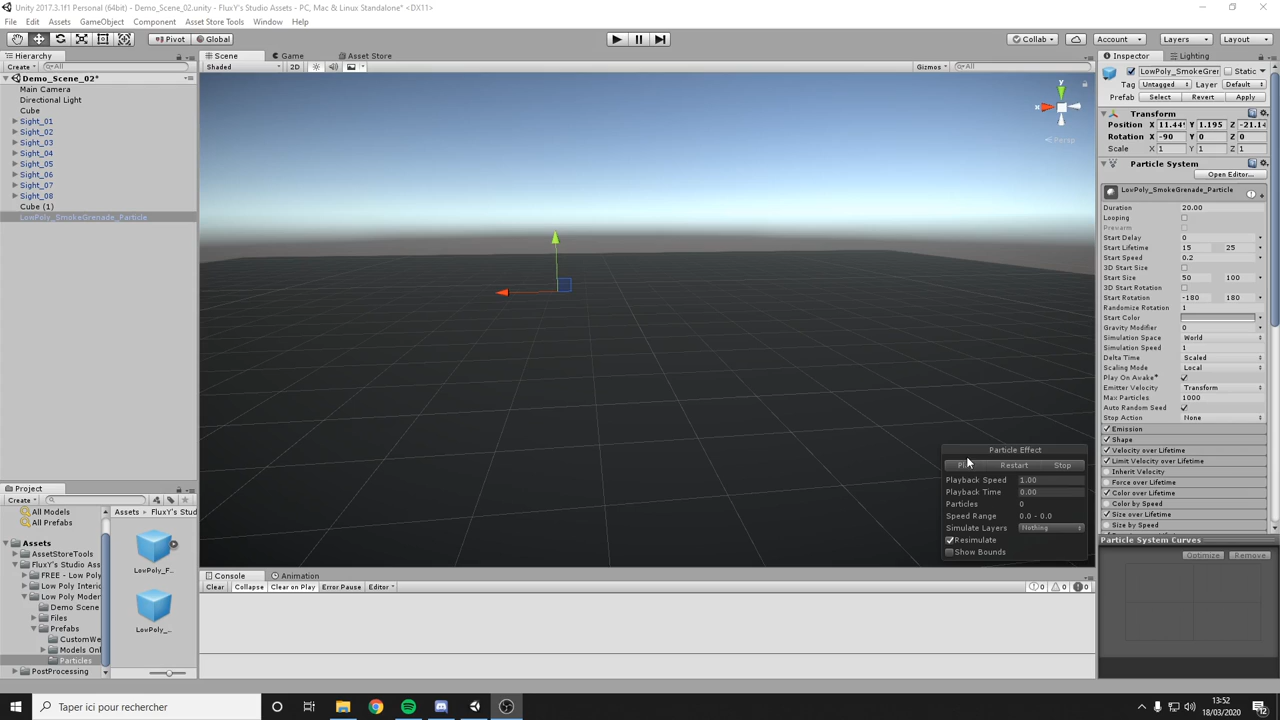 Unity 2017.3.1f1 Personal (64bit) - Demo_Scene_02.unity - FluxY's Studio Assets - PC, Mac & Linux Standalone* <DX11>
File Edit Assets GameObject Component Asset Store Tools Window Help
Pivot Global Collab Account Layers Layout
Hierarchy
Create All
Demo_Scene_02*
Main Camera
Directional Light
Cube
Sight_01
Sight_02
Sight_03
Sight_04
Sight_05
Sight_06
Sight_07
Sight_08
Cube (1)
LowPoly_SmokeGrenade_Particle
Scene Game Asset Store
Shaded 2D Gizmos All
y
x
Persp
Particle Effect
Restart Stop
Playback Speed 1.00
Playback Time 0.00
Particles 0
Speed Range 0.0 - 0.0
Simulate Layers Nothing
Resimulate
Show Bounds
Inspector Lighting
LowPoly_SmokeGrer Static
Tag Untagged Layer Default
Prefab Select Revert Apply
Transform
Position X 11.44 Y 1.195 Z -21.14
Rotation X -90 Y 0 Z 0
Scale X 1 Y 1 Z 1
Particle System
Open Editor...
LowPoly_SmokeGrenade_Particle
Duration 20.00
Looping
Prewarm
Start Delay 0
Start Lifetime 15 25
Start Speed 0.2
3D Start Size
Start Size 50 100
3D Start Rotation
Start Rotation -180 180
Randomize Rotation 1
Start Color
Gravity Modifier 0
Simulation Space World
Simulation Speed 1
Delta Time Scaled
Scaling Mode Local
Play On Awake*
Emitter Velocity Transform
Max Particles 1000
Auto Random Seed
Stop Action None
Emission
Shape
Velocity over Lifetime
Limit Velocity over Lifetime
Inherit Velocity
Force over Lifetime
Color over Lifetime
Color by Speed
Size over Lifetime
Size by Speed
Particle System Curves
Optimize Remove
Project
Create
All Models
All Prefabs
Assets
AssetStoreTools
FluxY's Studio Ass
FREE - Low Poly
Low Poly Interio
Low Poly Moder
Demo Scene
Files
Prefabs
CustomWe
Models Onl
Particles
PostProcessing
Assets FluxY's Stud
LowPoly_F...
LowPoly_...
Console Animation
Clear Collapse Clear on Play Error Pause Editor 0 0 0
Taper ici pour rechercher
13:52
18/03/2020
12